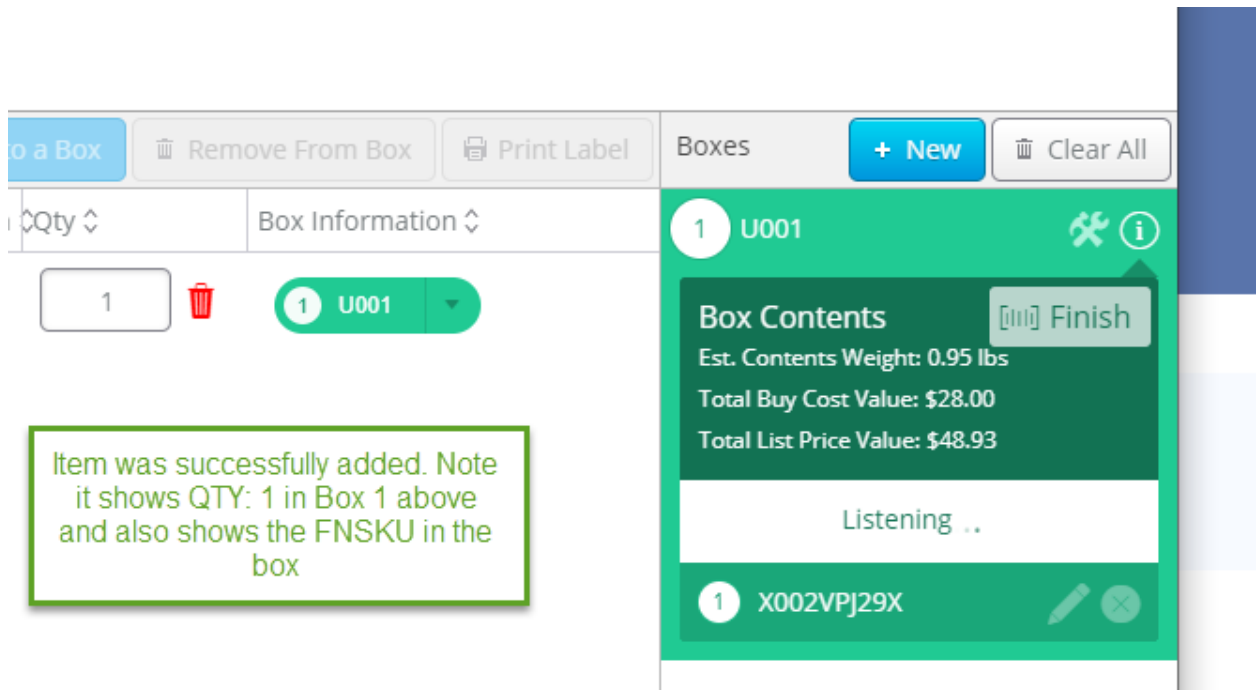 to a Box Remove From Box Print Label Boxes + New Clear All
Qty Box Information 1 U001
1 1 U001
Box Contents Finish
Est. Contents Weight: 0.95 lbs
Total Buy Cost Value: $28.00
Total List Price Value: $48.93
Item was successfully added. Note
it shows QTY: 1 in Box 1 above
and also shows the FNSKU in the
box
Listening ..
1 X002VPJ29X